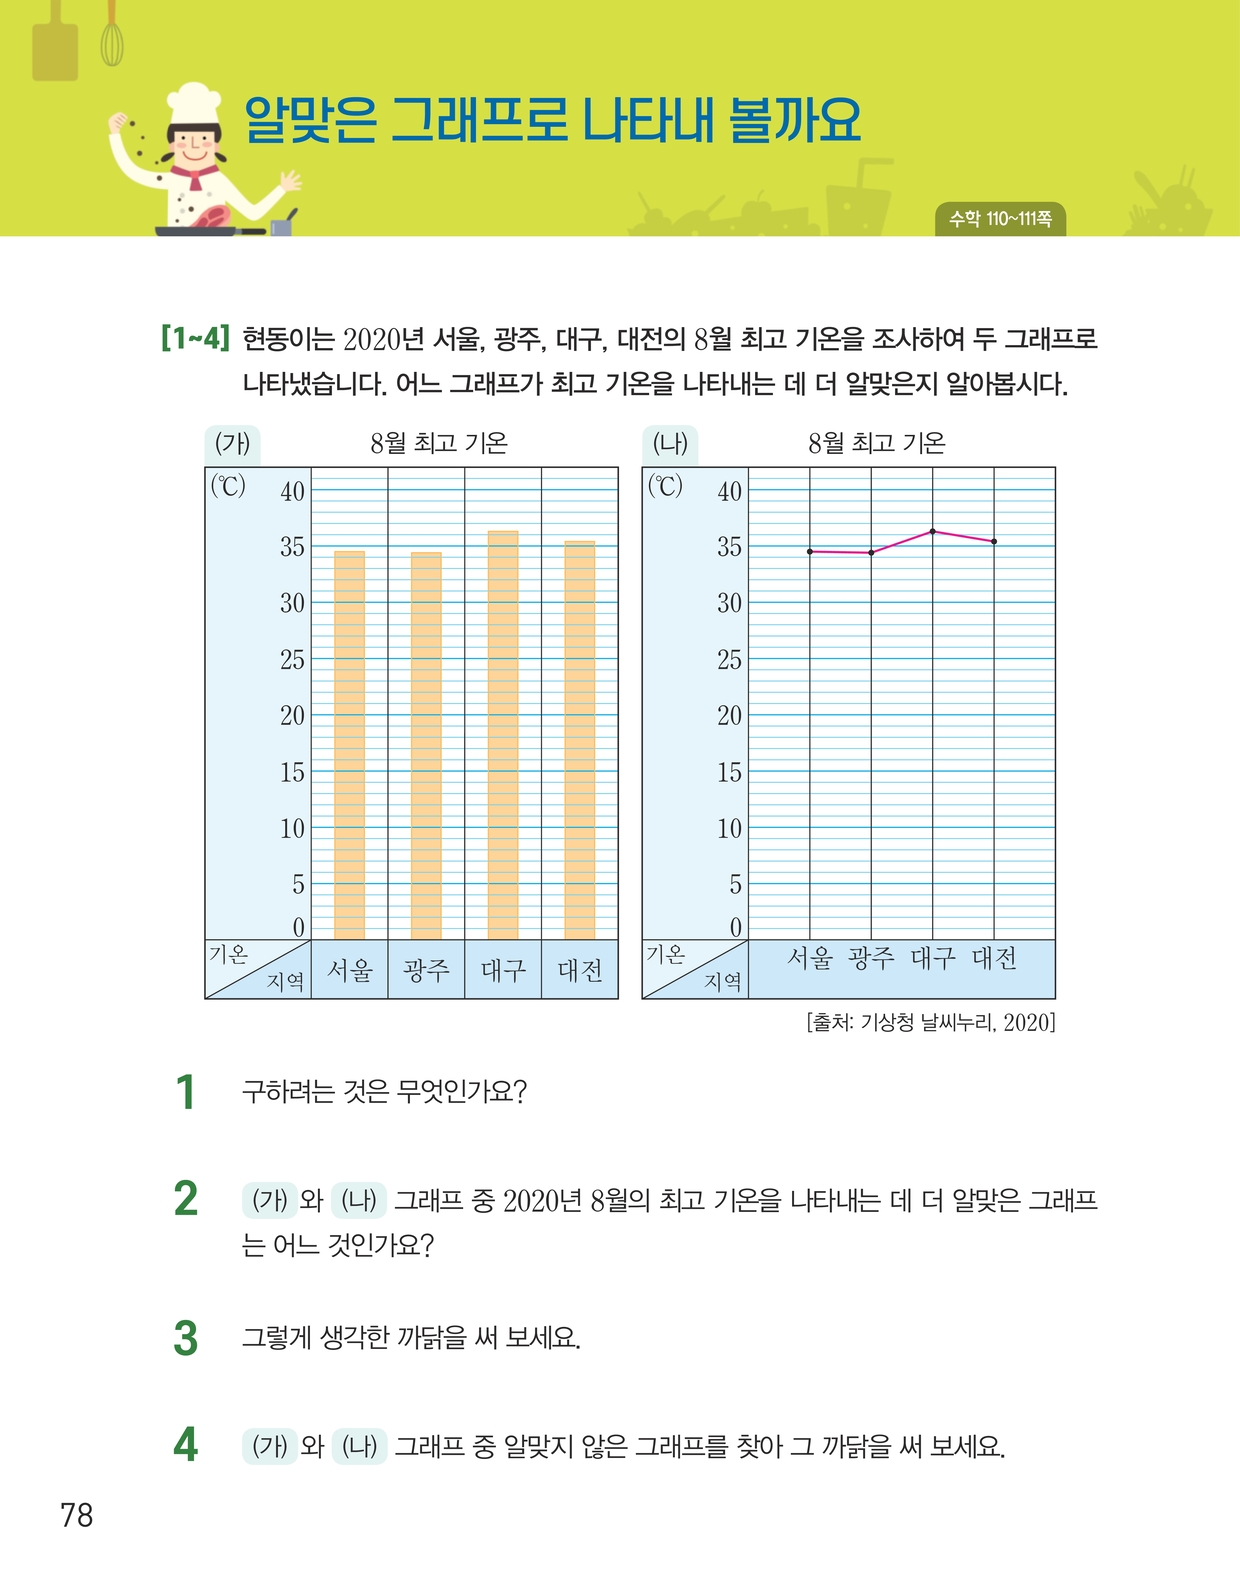 알맞은 그래프로 나타내 볼까요
수학 110~111쪽
[1~4] 현동이는 2020년 서울, 광주, 대구, 대전의 8월 최고 기온을 조사하여 두 그래프로
나타냈습니다. 어느 그래프가 최고 기온을 나타내는 데 더 알맞은지 알아봅시다.
(가) 8월 최고 기온
(℃) 40
35
30
25
20
15
10
5
0
기온
지역
서울 광주 대구 대전
(나) 8월 최고 기온
(℃) 40
35
30
25
20
15
10
5
0
기온
지역
서울 광주 대구 대전
[출처: 기상청 날씨누리, 2020]
1 구하려는 것은 무엇인가요?
2 (가) 와 (나) 그래프 중 2020년 8월의 최고 기온을 나타내는 데 더 알맞은 그래프
는 어느 것인가요?
3 그렇게 생각한 까닭을 써 보세요.
4 (가) 와 (나) 그래프 중 알맞지 않은 그래프를 찾아 그 까닭을 써 보세요.
78